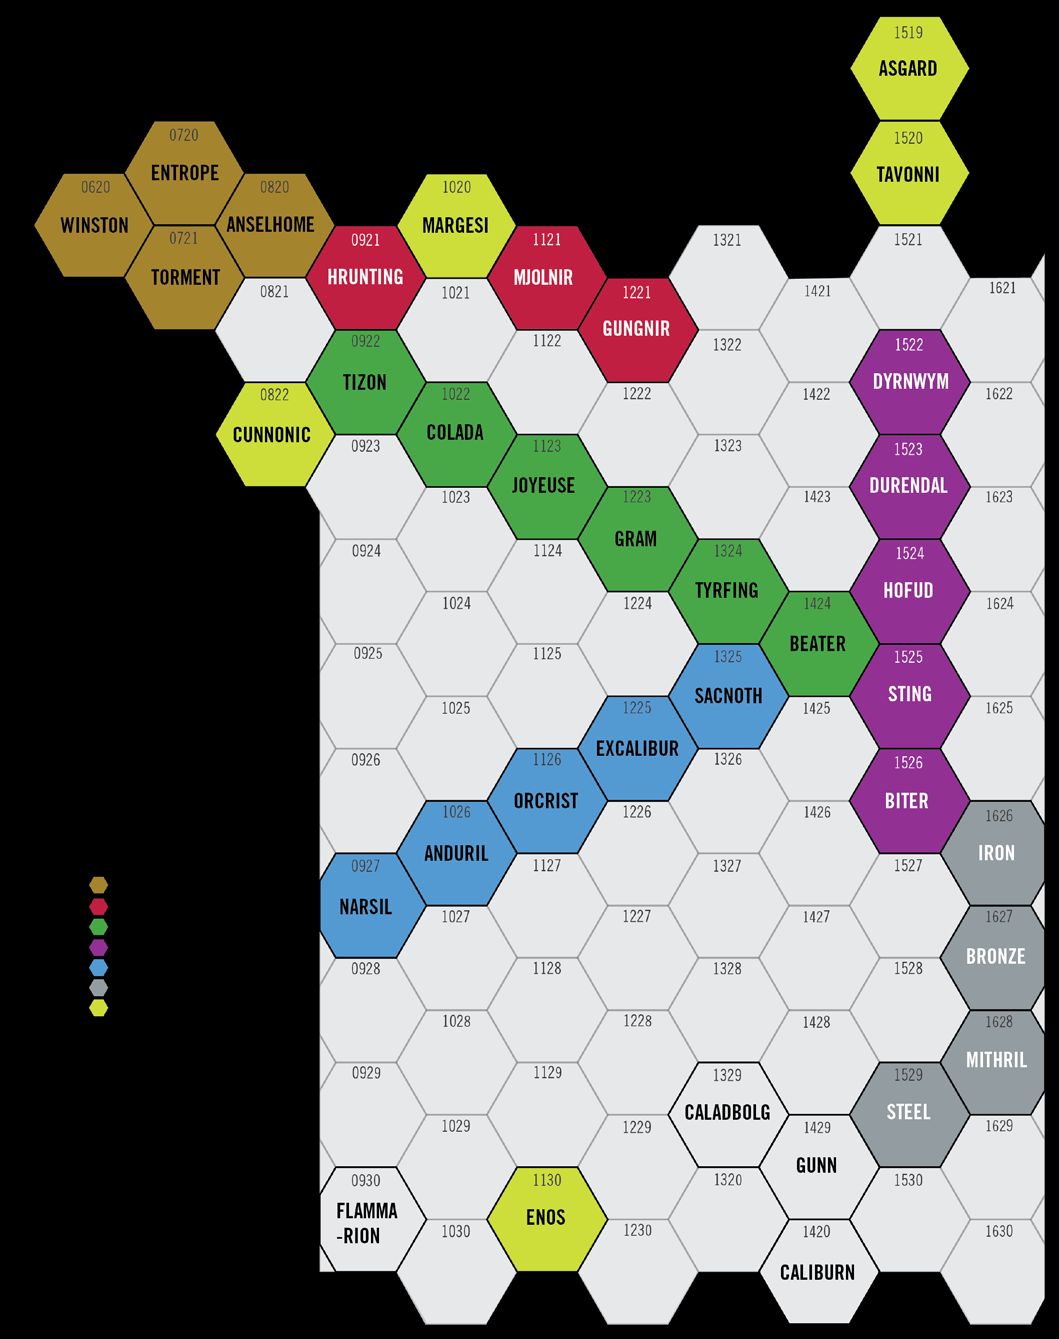 1519
ASGARD
0720
ENTROPE
1520
TAVONNI
0620
WINSTON
0820
ANSELHOME
1020
MARGESI
0721
TORMENT
0921
HRUNTING
1121
MJOLNIR
1321
1521
0821
1021
1221
GUNGNIR
1421
1621
0922
TIZON
1122
1322
1522
DYRNWYM
0822
CUNNONIC
1022
COLADA
1222
1422
1622
0923
1123
JOYEUSE
1323
1523
DURENDAL
1023
1223
GRAM
1423
1623
0924
1124
1324
TYRFING
1524
HOFUD
1024
1224
1424
BEATER
1624
0925
1125
1325
SACNOTH
1525
STING
1025
1225
EXCALIBUR
1425
1625
0926
1126
ORCRIST
1326
1526
BITER
1026
ANDURIL
1226
1426
1626
IRON
0927
NARSIL
1127
1327
1527
1027
1227
1427
1627
BRONZE
0928
1128
1328
1528
1028
1228
1428
1628
MITHRIL
0929
1129
1329
CALADBOLG
1529
STEEL
1029
1229
1429
GUNN
1629
0930
FLAMMA
-RION
1130
ENOS
1320
1530
1030
1230
1420
CALIBURN
1630